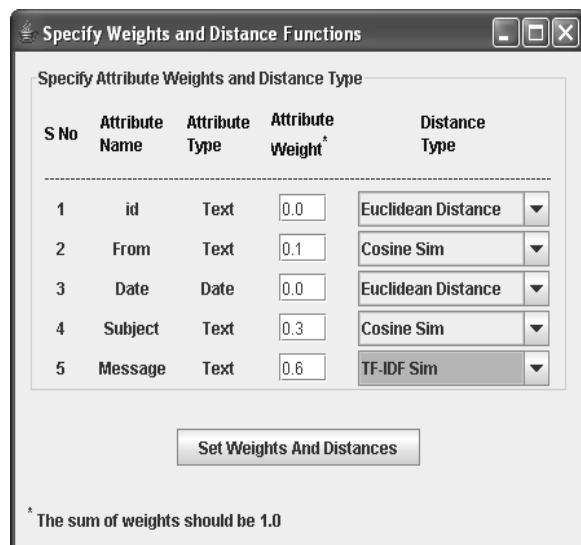 Specify Weights and Distance Functions
Specify Attribute Weights and Distance Type
S No Attribute Name Attribute Type Attribute Weight* Distance Type
1 id Text 0.0 Euclidean Distance
2 From Text 0.1 Cosine Sim
3 Date Date 0.0 Euclidean Distance
4 Subject Text 0.3 Cosine Sim
5 Message Text 0.6 TF-IDF Sim
Set Weights And Distances
* The sum of weights should be 1.0